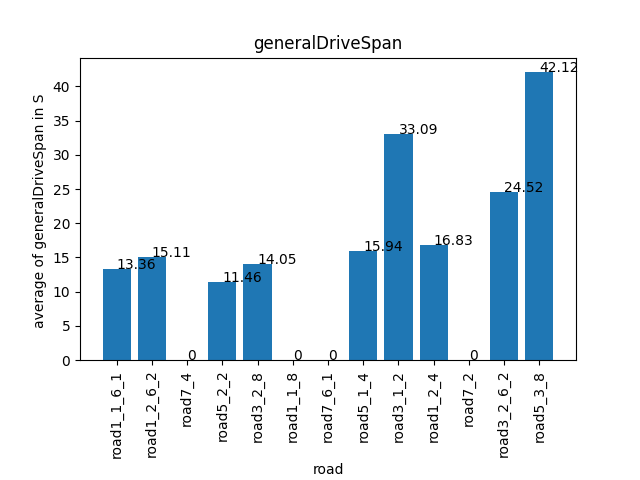 generalDriveSpan
average of generalDriveSpan in S
40
35
30
25
20
15
10
5
0
13.36
15.11
0
11.46
14.05
0
0
15.94
33.09
16.83
0
24.52
42.12
road1_1_6_1
road1_2_6_2
road7_4
road5_2_2
road3_2_8
road1_1_8
road7_6_1
road5_1_4
road3_1_2
road1_2_4
road7_2
road3_2_6_2
road5_3_8
road